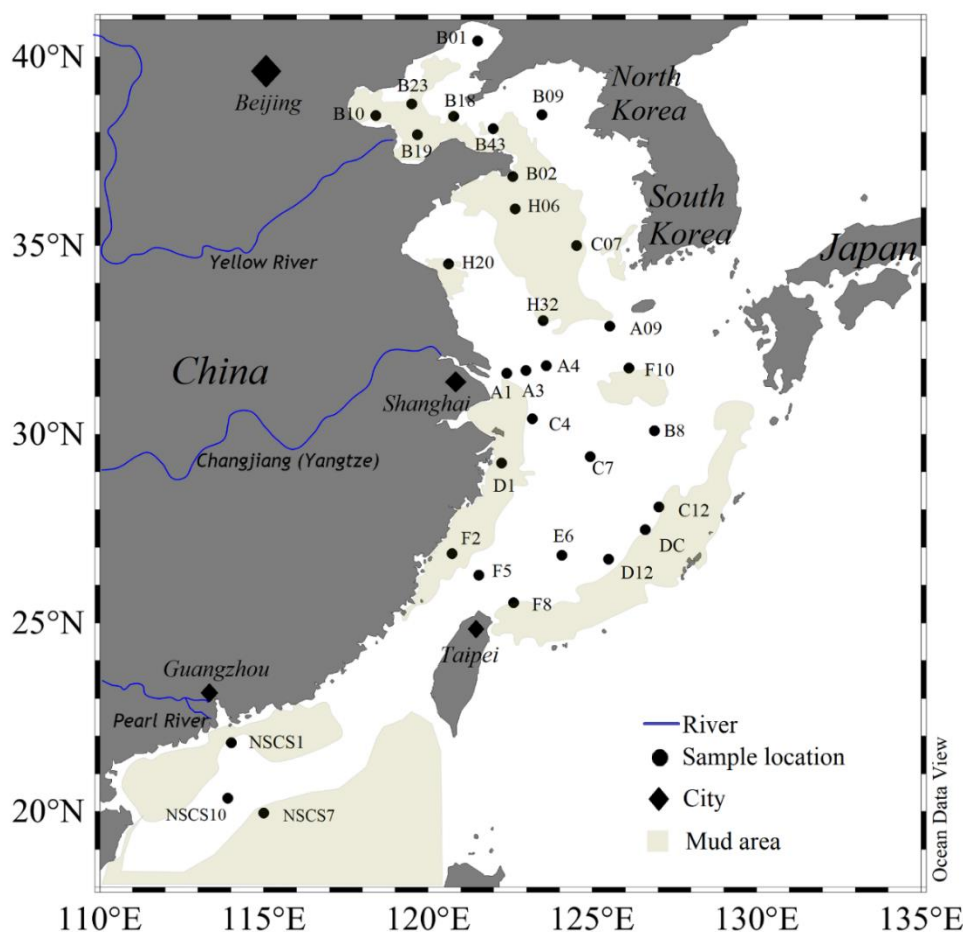 B01
40°N
North
Korea
Beijing
B23
B18
B09
B10
B19
B43
B02
H06
South
Korea
C07
35°N
Japan
Yellow River
H20
H32
A09
China
A4
F10
A1
A3
Shanghai
C4
B8
30°N
Changjiang (Yangtze)
C7
D1
C12
F2
E6
DC
D12
F5
F8
25°N
Taipei
Guangzhou
Pearl River
NSCS1
River
Sample location
NSCS10
NSCS7
20°N
City
Mud area
Ocean Data View
110°E
115°E
120°E
125°E
130°E
135°E